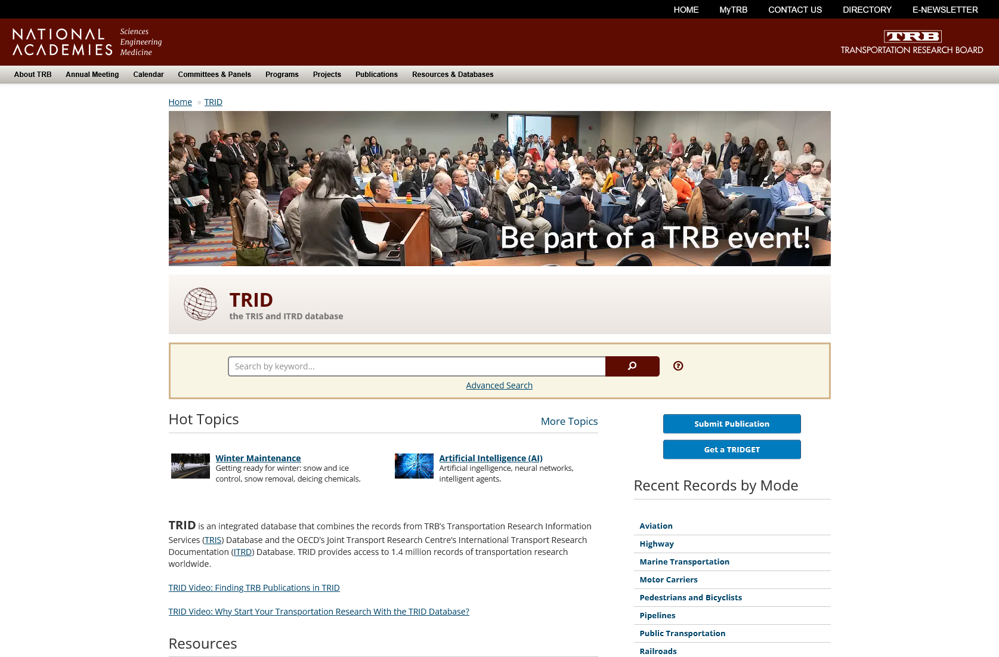 HOME MyTRB CONTACT US DIRECTORY E-NEWSLETTER
NATIONAL ACADEMIES
Sciences
Engineering
Medicine
TRB
TRANSPORTATION RESEARCH BOARD
About TRB Annual Meeting Calendar Committees & Panels Programs Projects Publications Resources & Databases
Home » TRID
Be part of a TRB event!
TRID
the TRIS and ITRD database
Search by keyword...
Advanced Search
Hot Topics
More Topics
Winter Maintenance
Getting ready for winter: snow and ice
control, snow removal, deicing chemicals.
Artificial Intelligence (AI)
Artificial ingelligence, neural networks,
intelligent agents.
TRID is an integrated database that combines the records from TRB's Transportation Research Information
Services (TRIS) Database and the OECD's Joint Transport Research Centre's International Transport Research
Documentation (ITRD) Database. TRID provides access to 1.4 million records of transportation research
worldwide.
TRID Video: Finding TRB Publications in TRID
TRID Video: Why Start Your Transportation Research With the TRID Database?
Resources
Submit Publication
Get a TRIDGET
Recent Records by Mode
Aviation
Highway
Marine Transportation
Motor Carriers
Pedestrians and Bicyclists
Pipelines
Public Transportation
Railroads